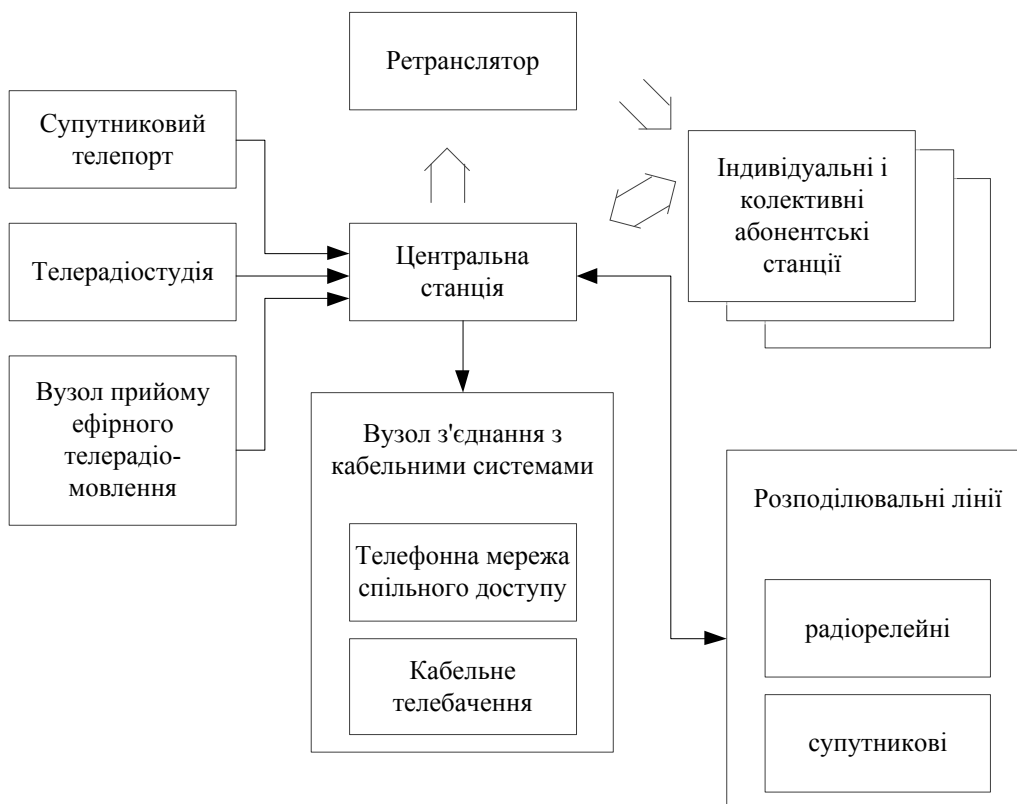 Ретранслятор
Супутниковий
телепорт
Індивідуальні і
колективні
абонентські
станції
Телерадіостудія
Центральна
станція
Вузол прийому
ефірного
телерадіо-
мовлення
Вузол з'єднання з
кабельними системами
Телефонна мережа
спільного доступу
Кабельне
телебачення
Розподілювальні лінії
радіорелейні
супутникові